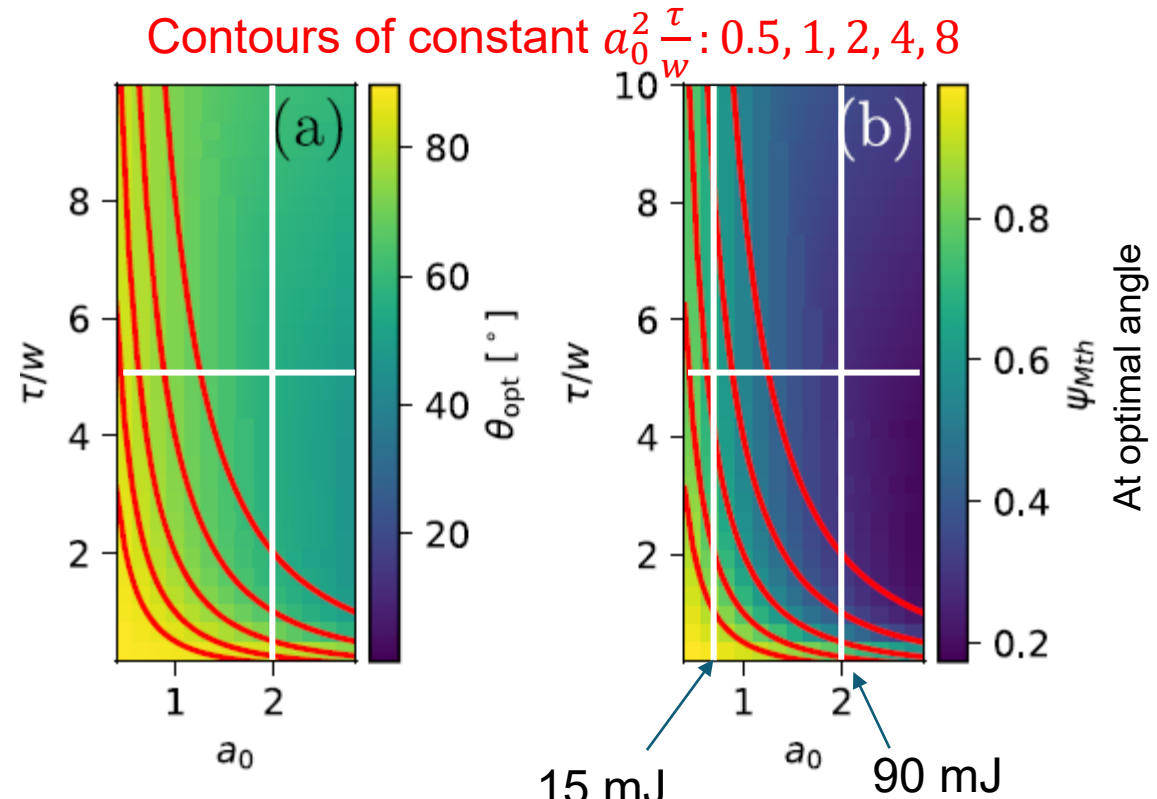 Contours of constant a₀² τ/w : 0.5, 1, 2, 4, 8
(a)
8
6
4
2
τ/w
1
2
a₀
80
60
40
20
θopt [°]
(b)
10
8
6
4
2
τ/w
1
2
a₀
0.8
0.6
0.4
0.2
ψMth
At optimal angle
15 mJ
90 mJ